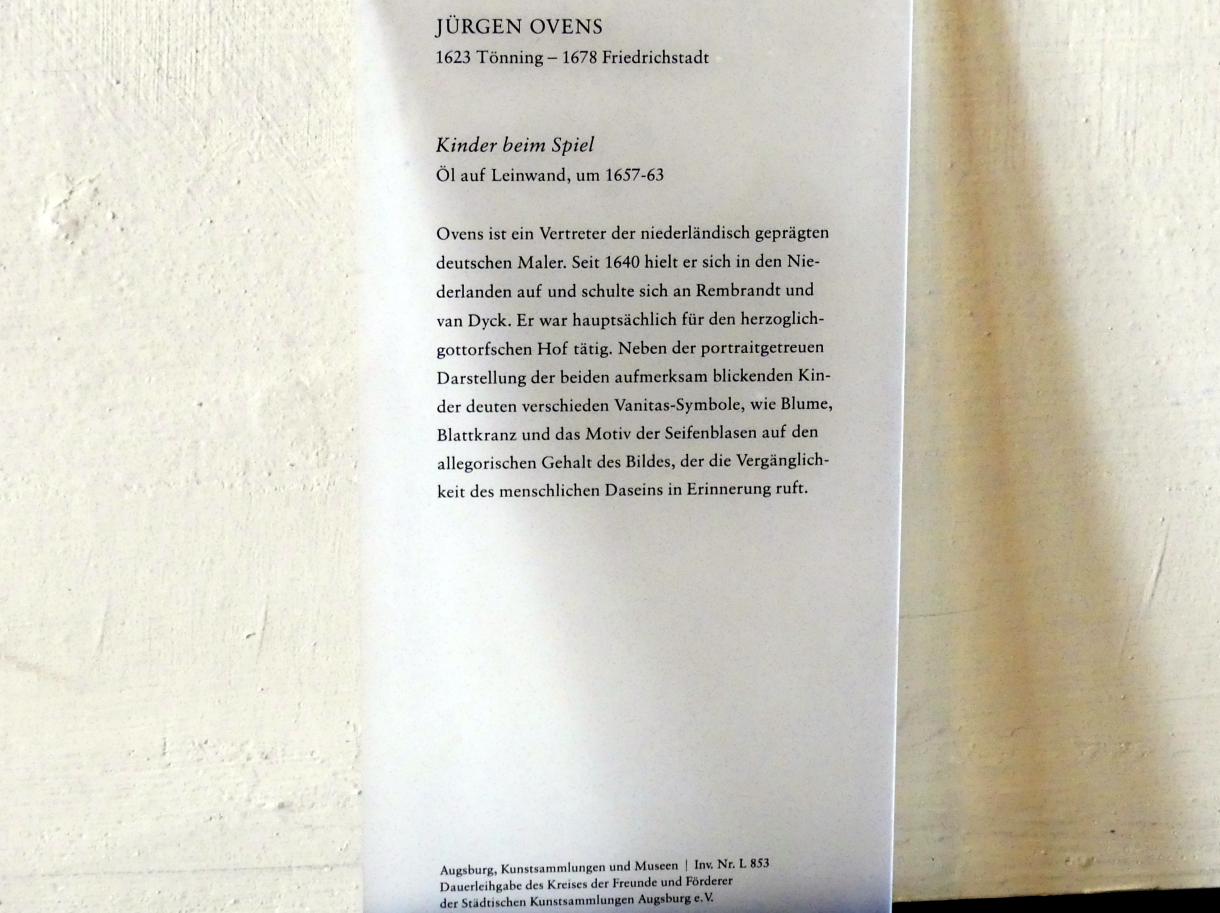 JÜRGEN OVENS
1623 Tönning – 1678 Friedrichstadt
Kinder beim Spiel
Öl auf Leinwand, um 1657-63
Ovens ist ein Vertreter der niederländisch geprägten
deutschen Maler. Seit 1640 hielt er sich in den Nie-
derlanden auf und schulte sich an Rembrandt und
van Dyck. Er war hauptsächlich für den herzoglich-
gottorfschen Hof tätig. Neben der portraitgetreuen
Darstellung der beiden aufmerksam blickenden Kin-
der deuten verschieden Vanitas-Symbole, wie Blume,
Blattkranz und das Motiv der Seifenblasen auf den
allegorischen Gehalt des Bildes, der die Vergänglich-
keit des menschlichen Daseins in Erinnerung ruft.
Augsburg, Kunstsammlungen und Museen | Inv. Nr. L 853
Dauerleihgabe des Kreises der Freunde und Förderer
der Städtischen Kunstsammlungen Augsburg e.V.